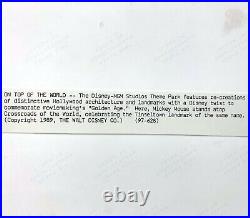 ON TOP OF THE WORLD -- The Disney-MGM Studios Theme Park features re-creations
of distinctive Hollywood architecture and landmarks with a Disney twist to
commemorate moviemaking's "Golden Age." Here, Mickey Mouse stands atop
Crossroads of the World, celebrating the Tinseltown landmark of the same name.
(Copyright 1989, THE WALT DISNEY CO.) (97-628)